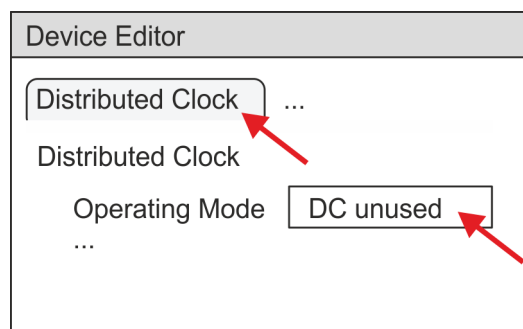 Device Editor
Distributed Clock ...
Distributed Clock
Operating Mode DC unused
...